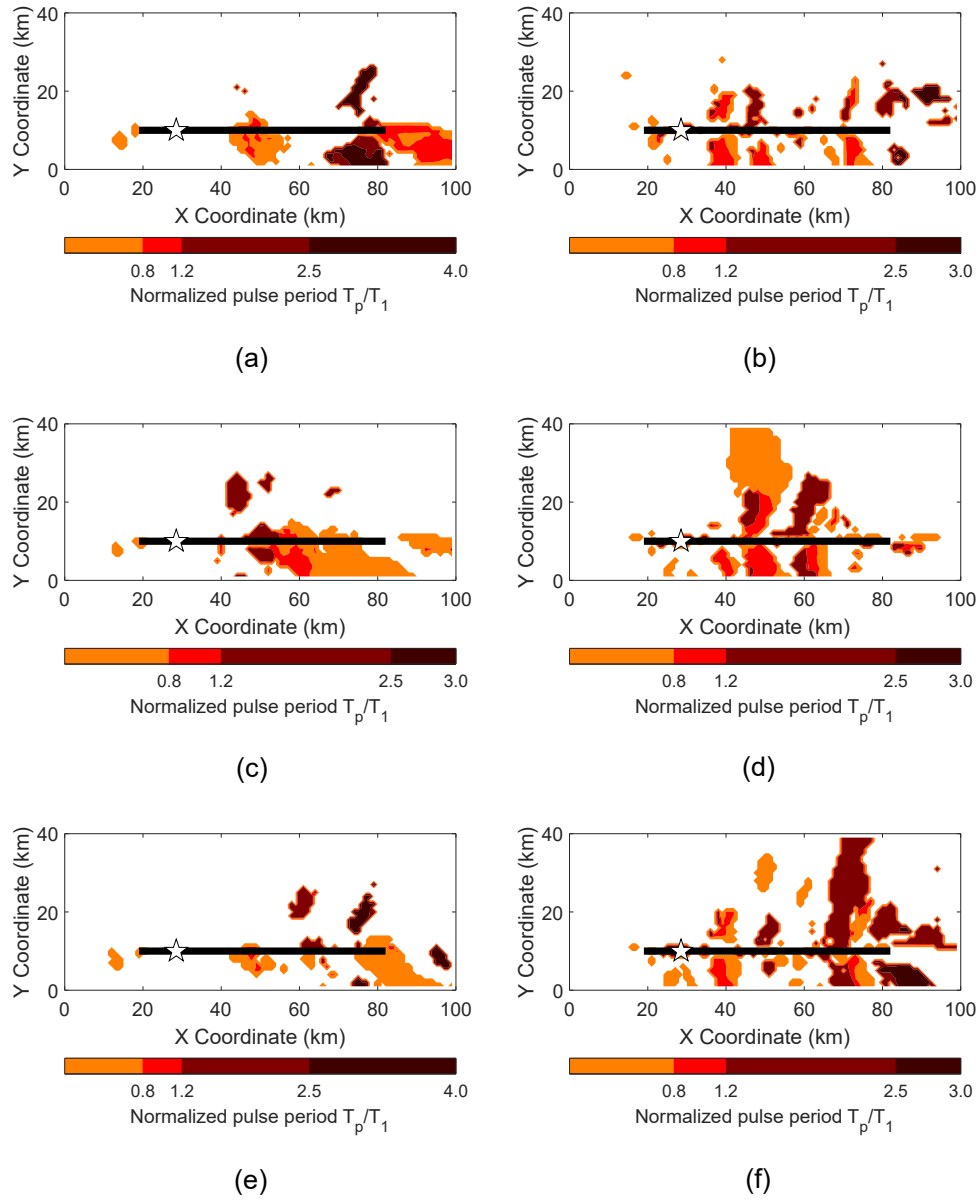 40
20
0
Y Coordinate (km)
0 20 40 60 80 100
X Coordinate (km)
0.8 1.2 2.5 4.0
Normalized pulse period Tp/T1
(a)
40
20
0
Y Coordinate (km)
0 20 40 60 80 100
X Coordinate (km)
0.8 1.2 2.5 3.0
Normalized pulse period Tp/T1
(b)
40
20
0
Y Coordinate (km)
0 20 40 60 80 100
X Coordinate (km)
0.8 1.2 2.5 3.0
Normalized pulse period Tp/T1
(c)
40
20
0
Y Coordinate (km)
0 20 40 60 80 100
X Coordinate (km)
0.8 1.2 2.5 3.0
Normalized pulse period Tp/T1
(d)
40
20
0
Y Coordinate (km)
0 20 40 60 80 100
X Coordinate (km)
0.8 1.2 2.5 4.0
Normalized pulse period Tp/T1
(e)
40
20
0
Y Coordinate (km)
0 20 40 60 80 100
X Coordinate (km)
0.8 1.2 2.5 3.0
Normalized pulse period Tp/T1
(f)